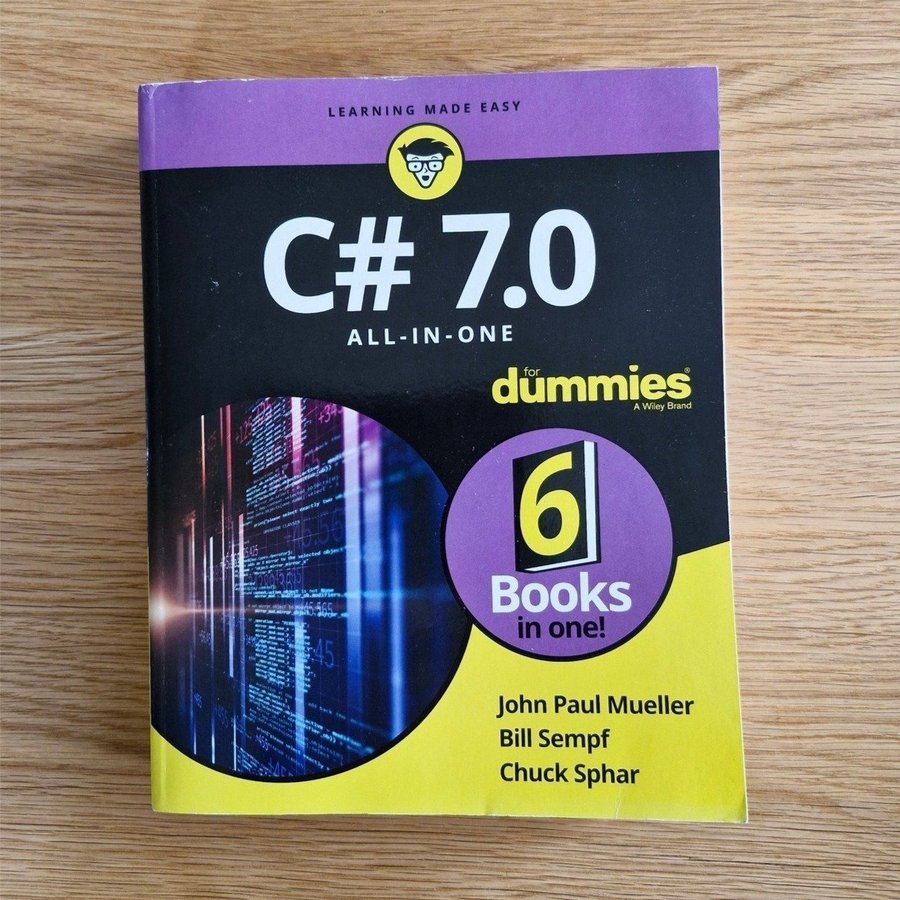 LEARNING MADE EASY
C# 7.0
ALL-IN-ONE
for
dummies®
A Wiley Brand
6
Books
in one!
John Paul Mueller
Bill Sempf
Chuck Sphar